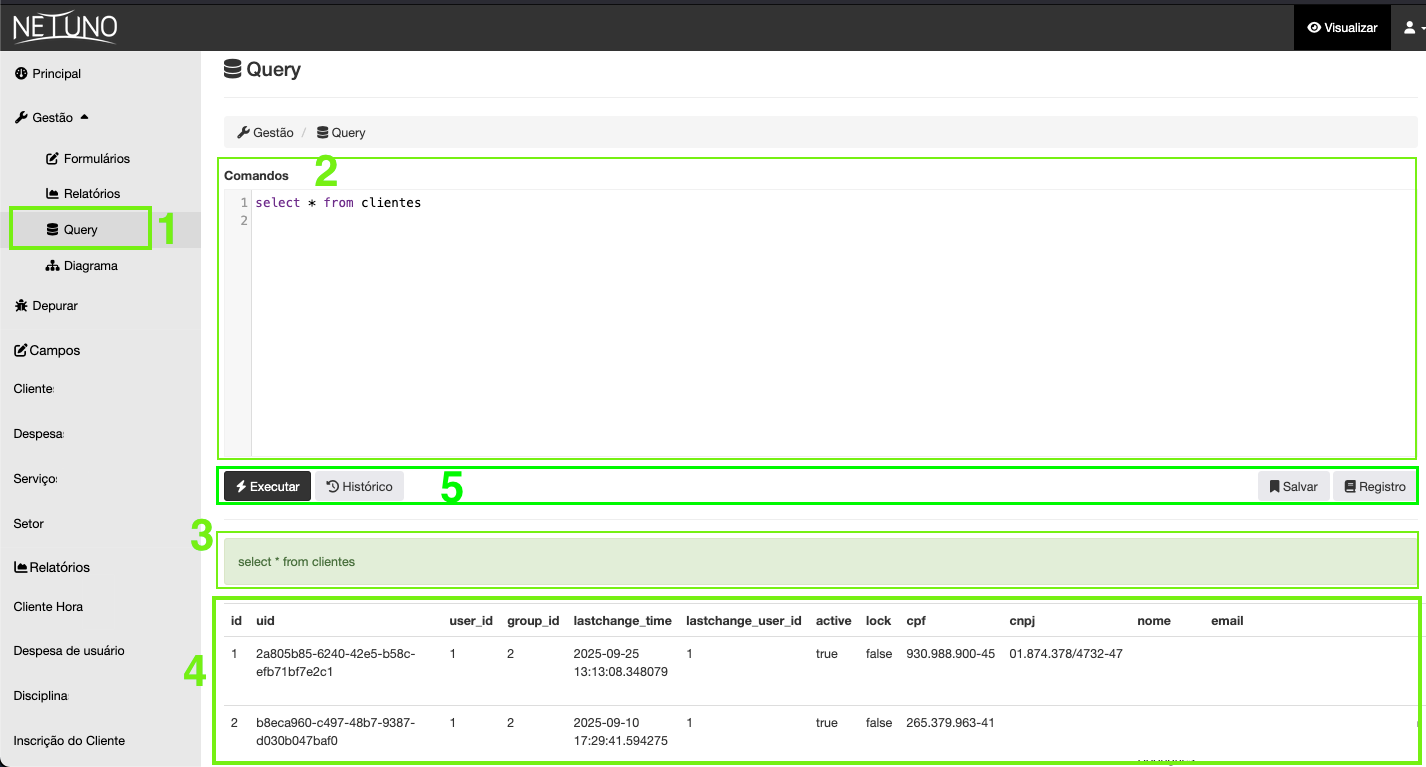 NETUNO
Visualizar
Principal
Gestão
Formulários
Relatórios
Query
1
Diagrama
Depurar
Campos
Cliente
Despesa
Serviço
Setor
Relatórios
Cliente Hora
Despesa de usuário
Disciplina
Inscrição do Cliente
Query
Gestão / Query
Comandos
2
1 select * from clientes
2
Executar Histórico 5 Salvar Registro
3
select * from clientes
4
id uid user_id group_id lastchange_time lastchange_user_id active lock cpf cnpj nome email
1 2a805b85-6240-42e5-b58c- 1 2 2025-09-25 1 true false 930.988.900-45 01.874.378/4732-47
efb71bf7e2c1 13:13:08.348079
2 b8eca960-c497-48b7-9387- 1 2 2025-09-10 1 true false 265.379.963-41
d030b047baf0 17:29:41.594275